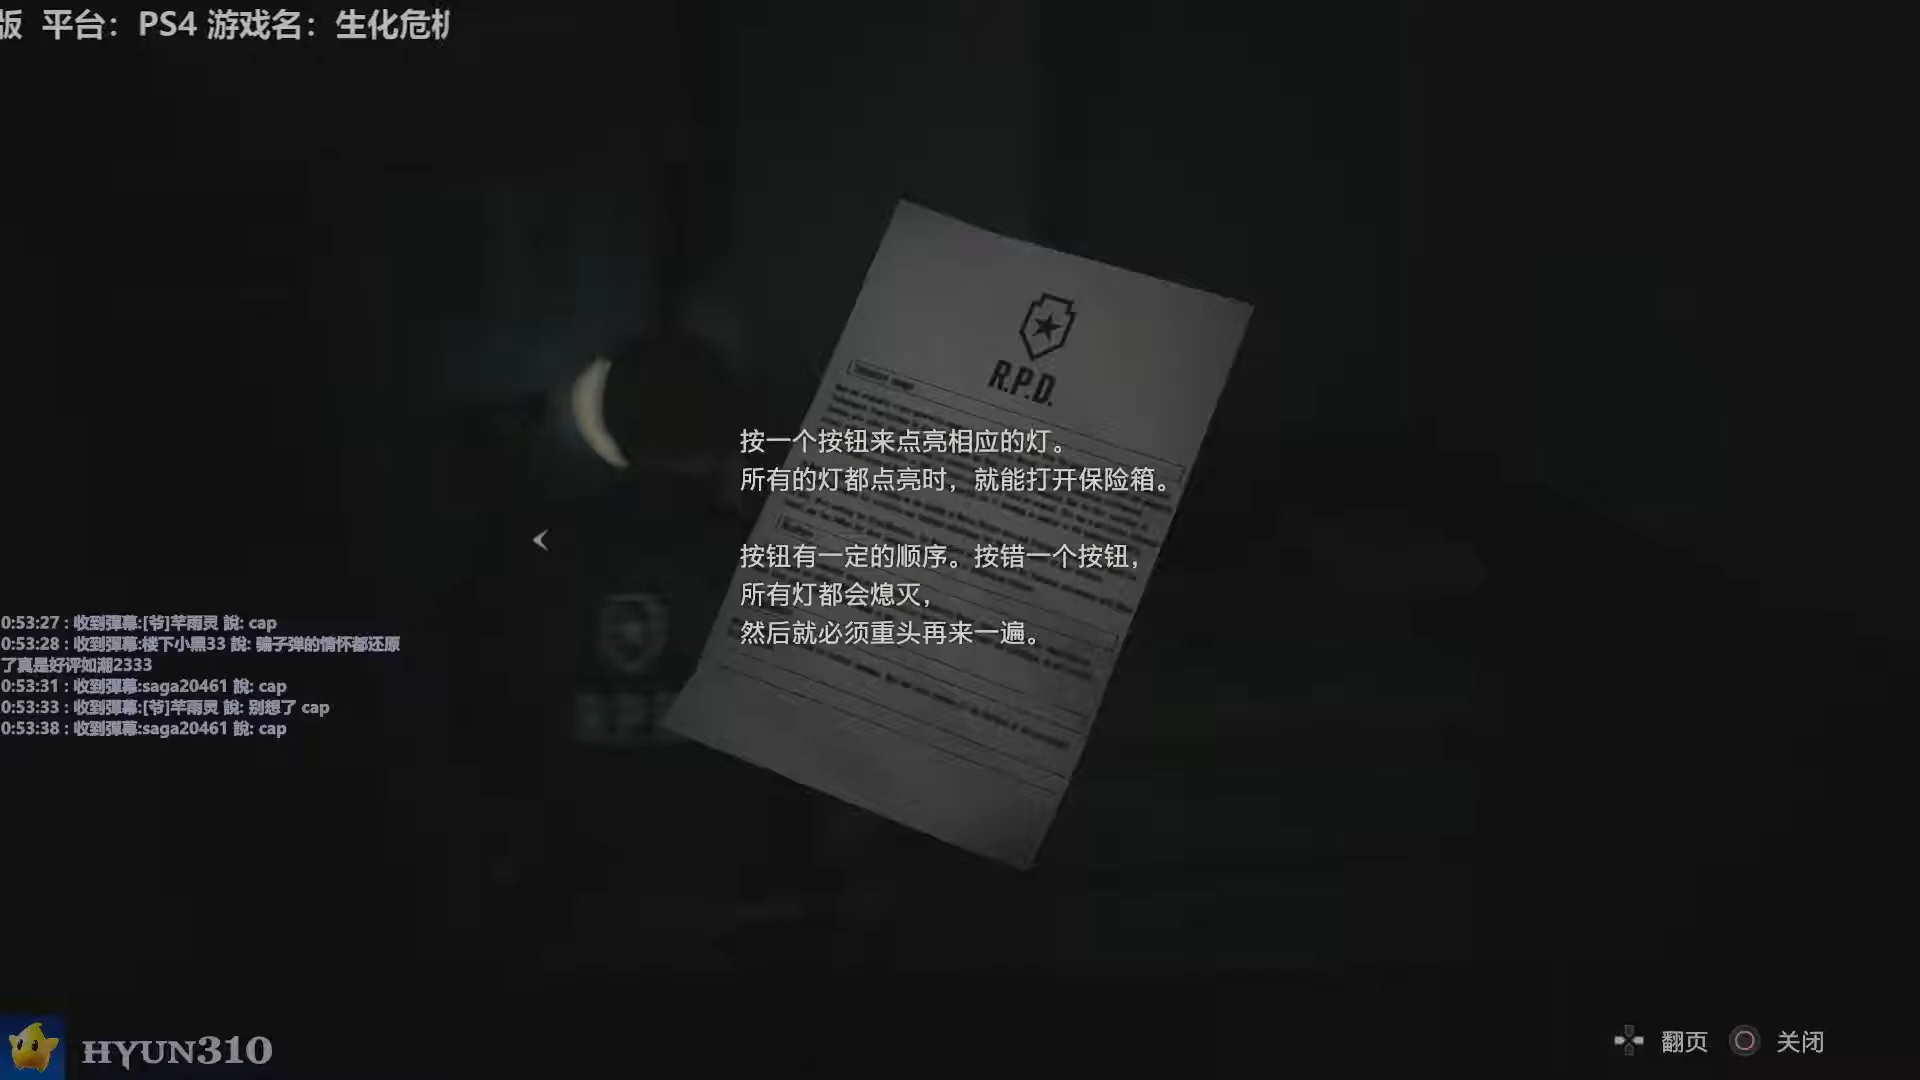 版 平台：PS4 游戏名：生化危机
R.P.D.
按一个按钮来点亮相应的灯。
所有的灯都点亮时，就能打开保险箱。
按钮有一定的顺序。按错一个按钮，
所有灯都会熄灭，
然后就必须重头再来一遍。
0:53:27 : 收到彈幕:[爷]芊雨灵 說: cap
0:53:28 : 收到彈幕:楼下小黑33 說: 骗子弹的情怀都还原
了真是好评如潮2333
0:53:31 : 收到彈幕:saga20461 說: cap
0:53:33 : 收到彈幕:[爷]芊雨灵 說: 别想了 cap
0:53:38 : 收到彈幕:saga20461 說: cap
HYUN310
翻页 关闭